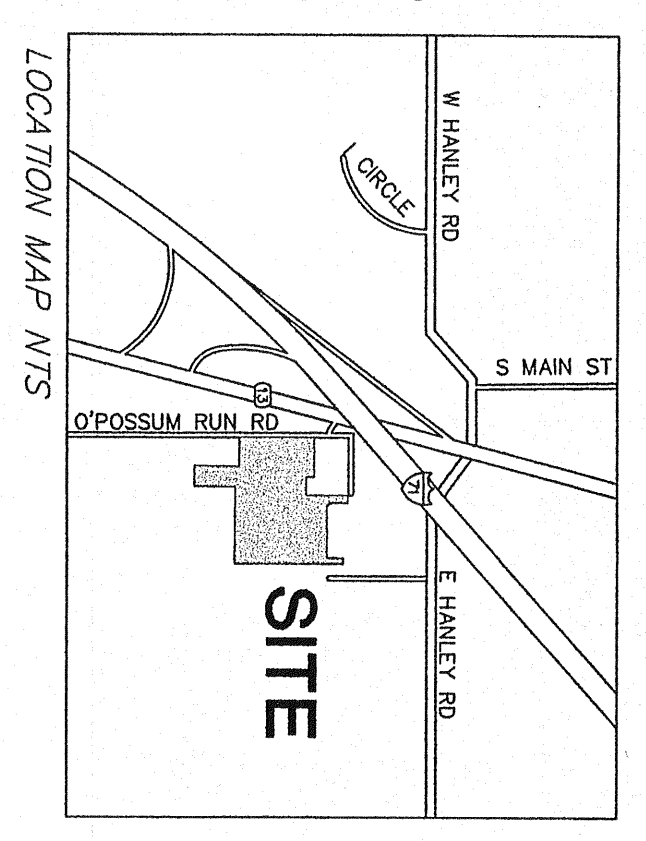 W HANLEY RD
CIRCLE
S MAIN ST
13
O'POSSUM RUN RD
71
E HANLEY RD
SITE
LOCATION MAP NTS